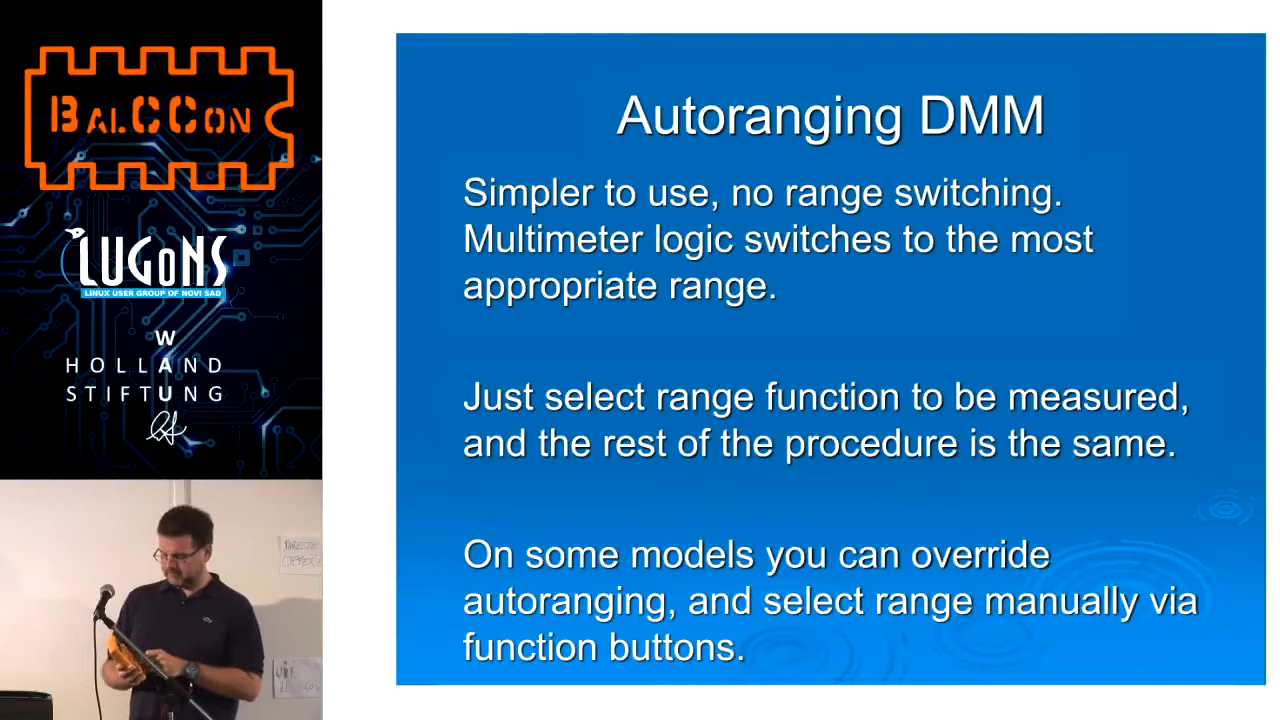 BALCCON
LUGONS
LINUX USER GROUP OF NOVI SAD
W
HOLLAND
STIFTUNG
Autoranging DMM
Simpler to use, no range switching.
Multimeter logic switches to the most
appropriate range.
Just select range function to be measured,
and the rest of the procedure is the same.
On some models you can override
autoranging, and select range manually via
function buttons.